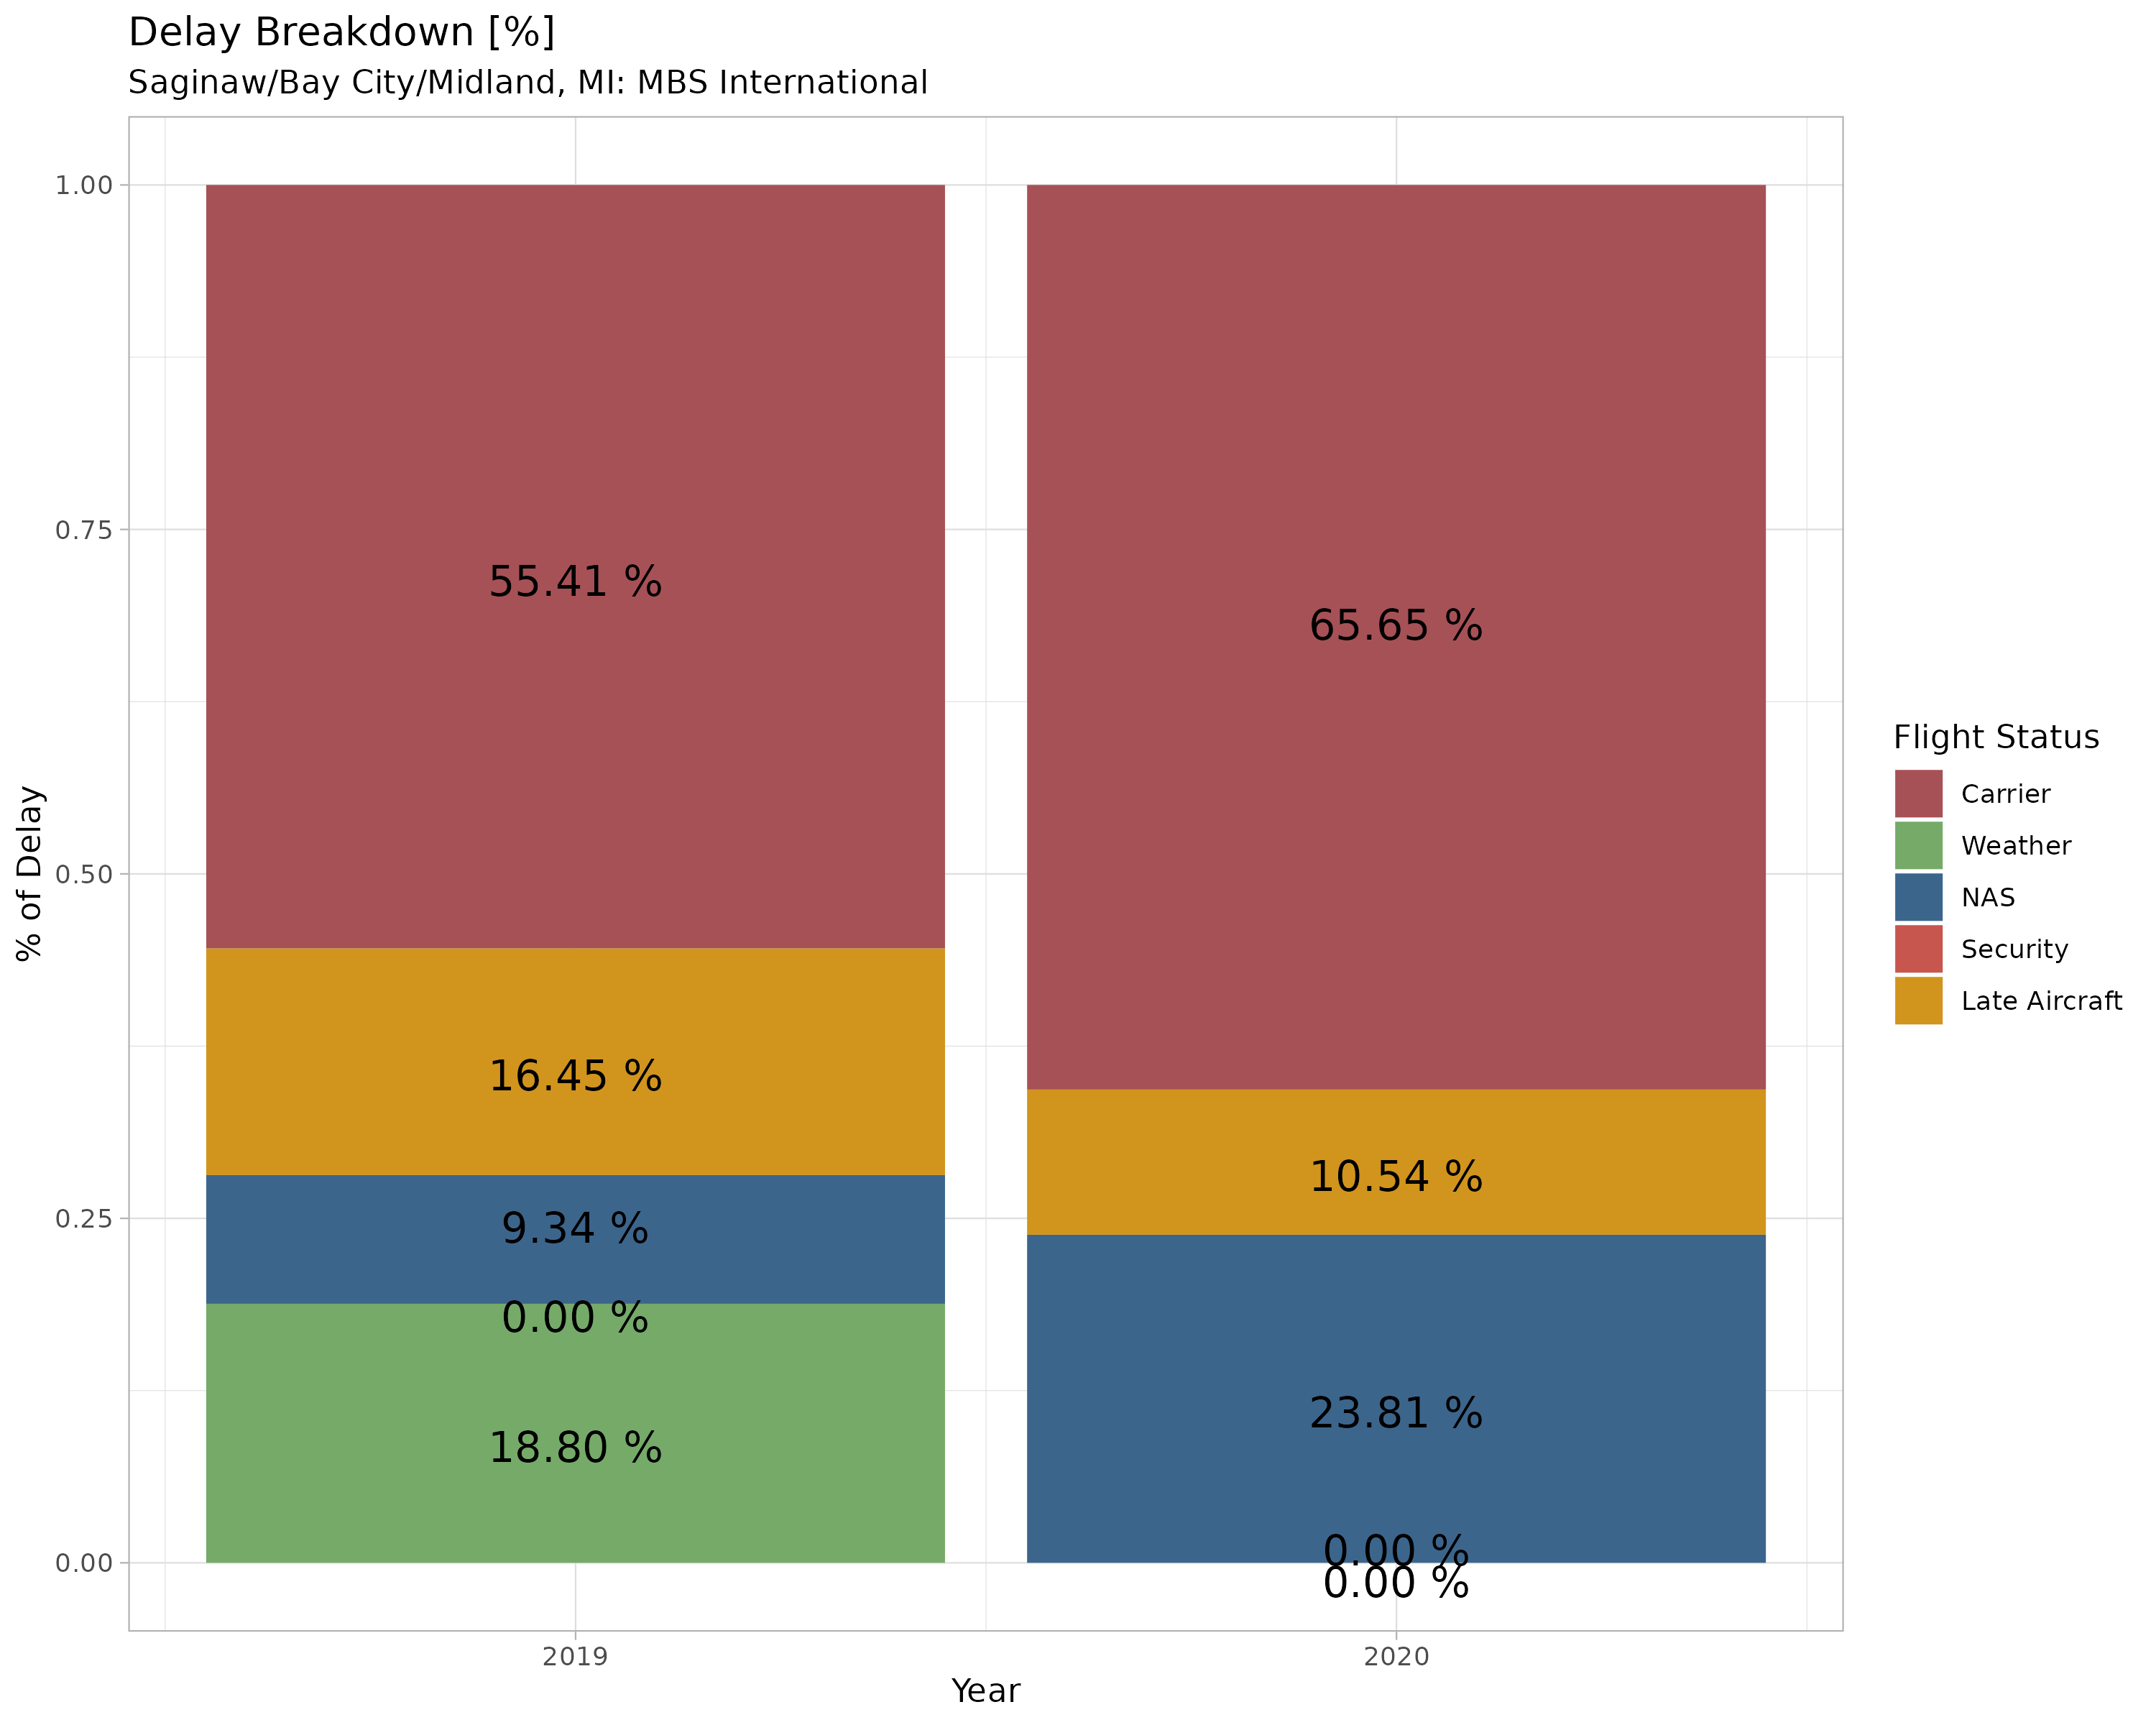 Delay Breakdown [%]
Saginaw/Bay City/Midland, MI: MBS International
% of Delay
1.00
0.75
0.50
0.25
0.00
55.41 %
16.45 %
9.34 %
0.00 %
18.80 %
65.65 %
10.54 %
23.81 %
0.00 %
0.00 %
2019
2020
Year
Flight Status
Carrier
Weather
NAS
Security
Late Aircraft